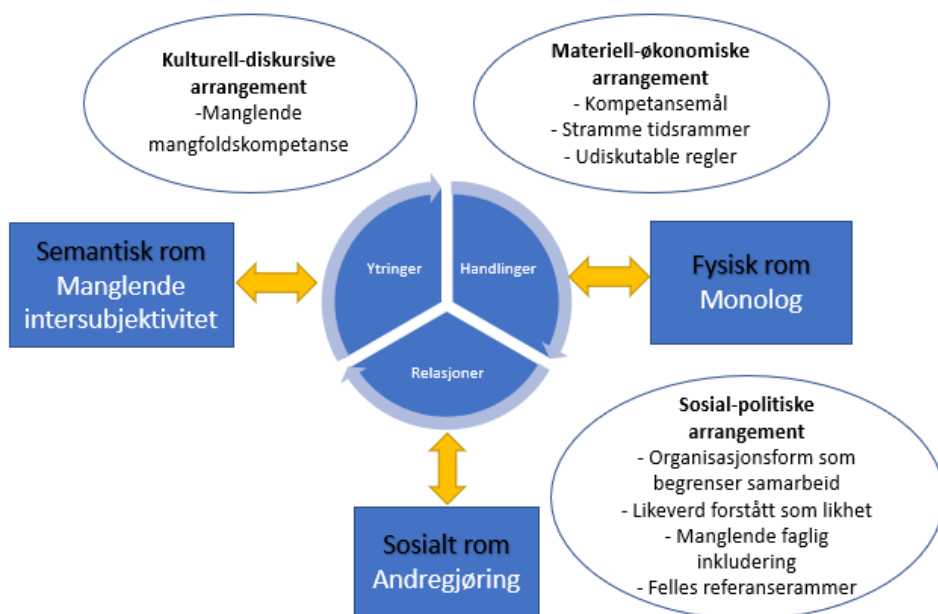 Kulturell-diskursive
arrangement
-Manglende
mangfoldskompetanse
Materiell-økonomiske
arrangement
- Kompetansemål
- Stramme tidsrammer
- Udiskutable regler
Semantisk rom
Manglende
intersubjektivitet
Ytringer
Handlinger
Relasjoner
Fysisk rom
Monolog
Sosialt rom
Andregjøring
Sosial-politiske
arrangement
- Organisasjonsform som
begrenser samarbeid
- Likeverd forstått som likhet
- Manglende faglig
inkludering
- Felles referanserammer